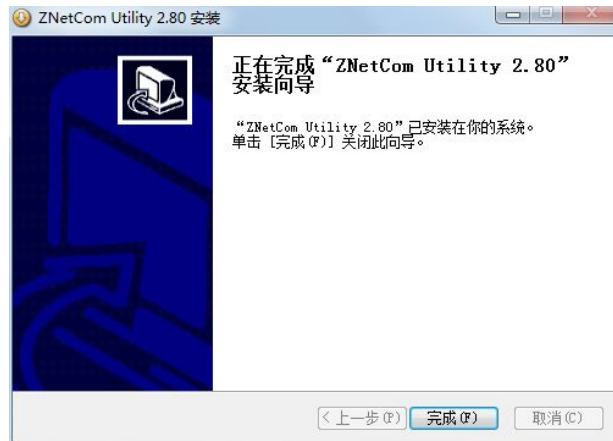 ZNetCom Utility 2.80 安装
正在完成“ZNetCom Utility 2.80”
安装向导
“ZNetCom Utility 2.80”已安装在你的系统。
单击 [完成(F)] 关闭此向导。
< 上一步(P)
完成(F)
取消(C)